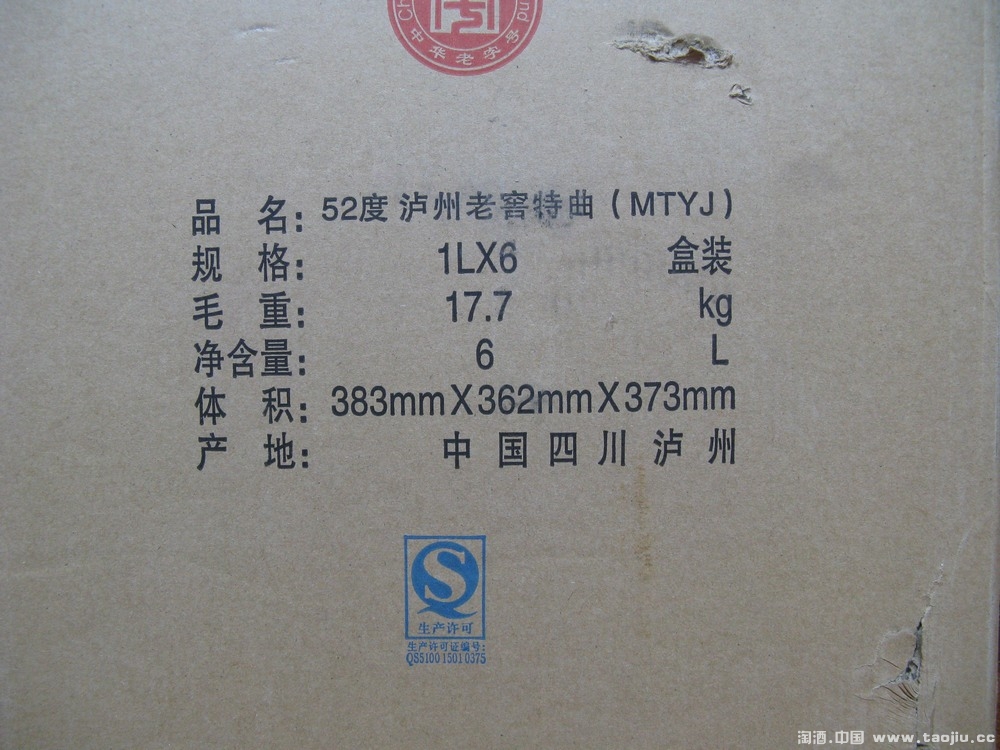 中华老字号
品 名: 52度 泸州老窖特曲（MTYJ）
规 格: 1LX6 盒装
毛 重: 17.7 kg
净含量: 6 L
体 积: 383mmX362mmX373mm
产 地: 中国四川泸州
生产许可
生产许可证编号:
QS5100 1501 0375
淘酒.中国 www.taojiu.cc